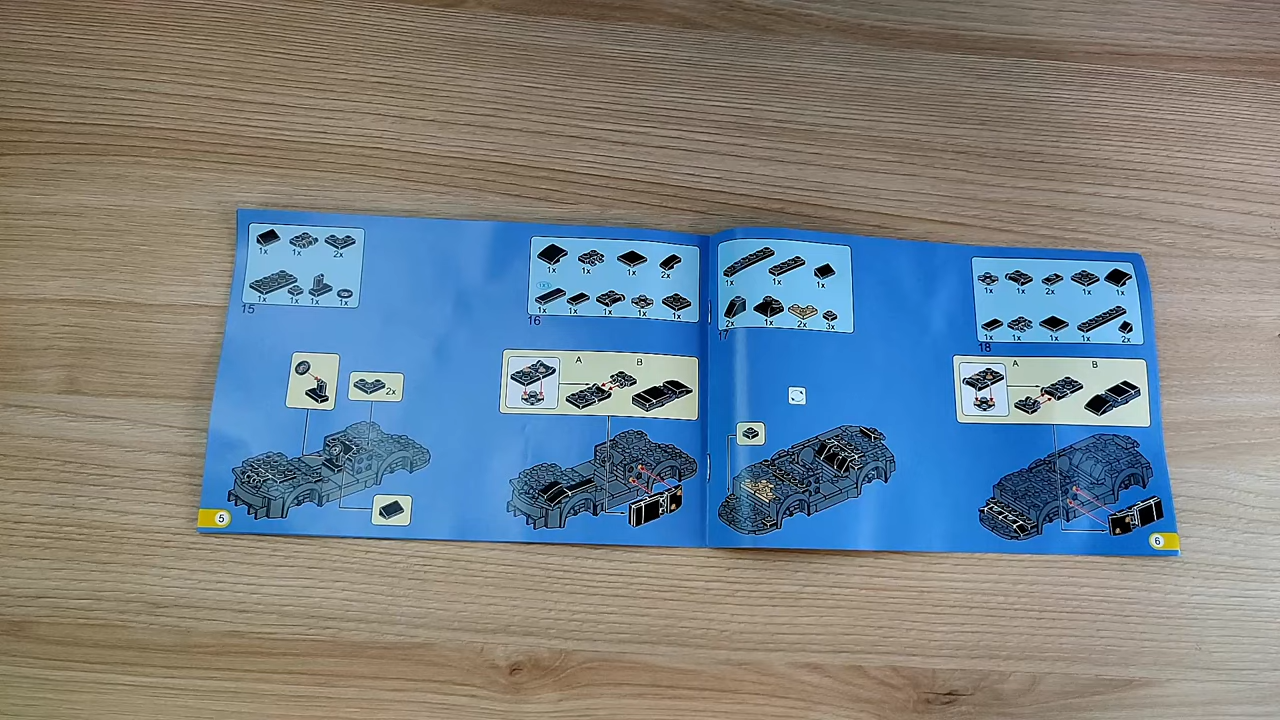 1x 1x 2x
1x 1x 1x 1x
15
2x
5
1x 1x 1x 2x
1x1
1x 1x 1x 1x 1x
16
A B
1x 1x 1x
2x 1x 2x 3x
17
1x 1x 2x 1x 1x
1x 1x 1x 1x 2x
18
A B
6